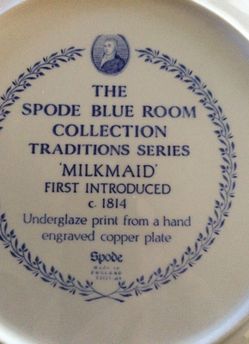 THE
SPODE BLUE ROOM
COLLECTION
TRADITIONS SERIES
'MILKMAID'
FIRST INTRODUCED
c. 1814
Underglaze print from a hand
engraved copper plate
Spode
MADE IN
ENGLAND